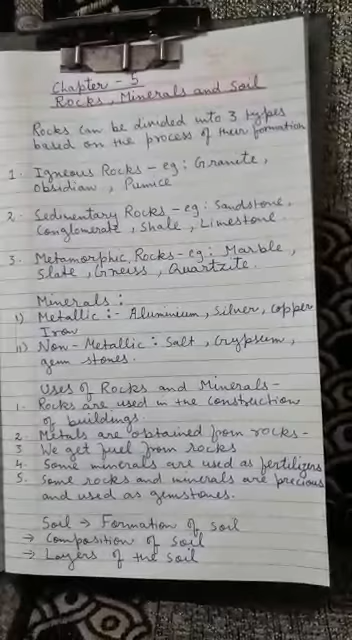 Chapter - 5
Rocks, Minerals and Soil
Rocks can be divided into 3 types
based on the process of their formation
1. Igneous Rocks - eg: Granite,
Obsidian, Pumice
2. Sedimentary Rocks - eg: Sandstone,
Conglomerate, Shale, Limestone.
3. Metamorphic Rocks - eg: Marble,
Slate, Gneiss, Quartzite.
Minerals:
i) Metallic :- Aluminium, Silver, Copper
Iron
ii) Non-Metallic: Salt, Gypsum,
gem stones.
Uses of Rocks and Minerals-
1. Rocks are used in the construction
of buildings.
2. Metals are obtained from rocks-
3 We get fuel from rocks
4. Some minerals are used as fertilizers
5. Some rocks and minerals are precious
and used as gemstones.
Soil → Formation of soil
→ Composition of soil
→ Layers of the soil